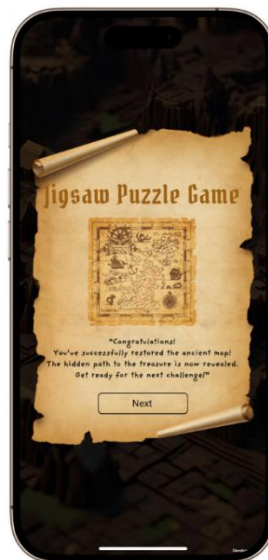 Jigsaw Puzzle Game
"Congratulations!
You've successfully restored the ancient map!
The hidden path to the treasure is now revealed.
Get ready for the next challenge!"
Next